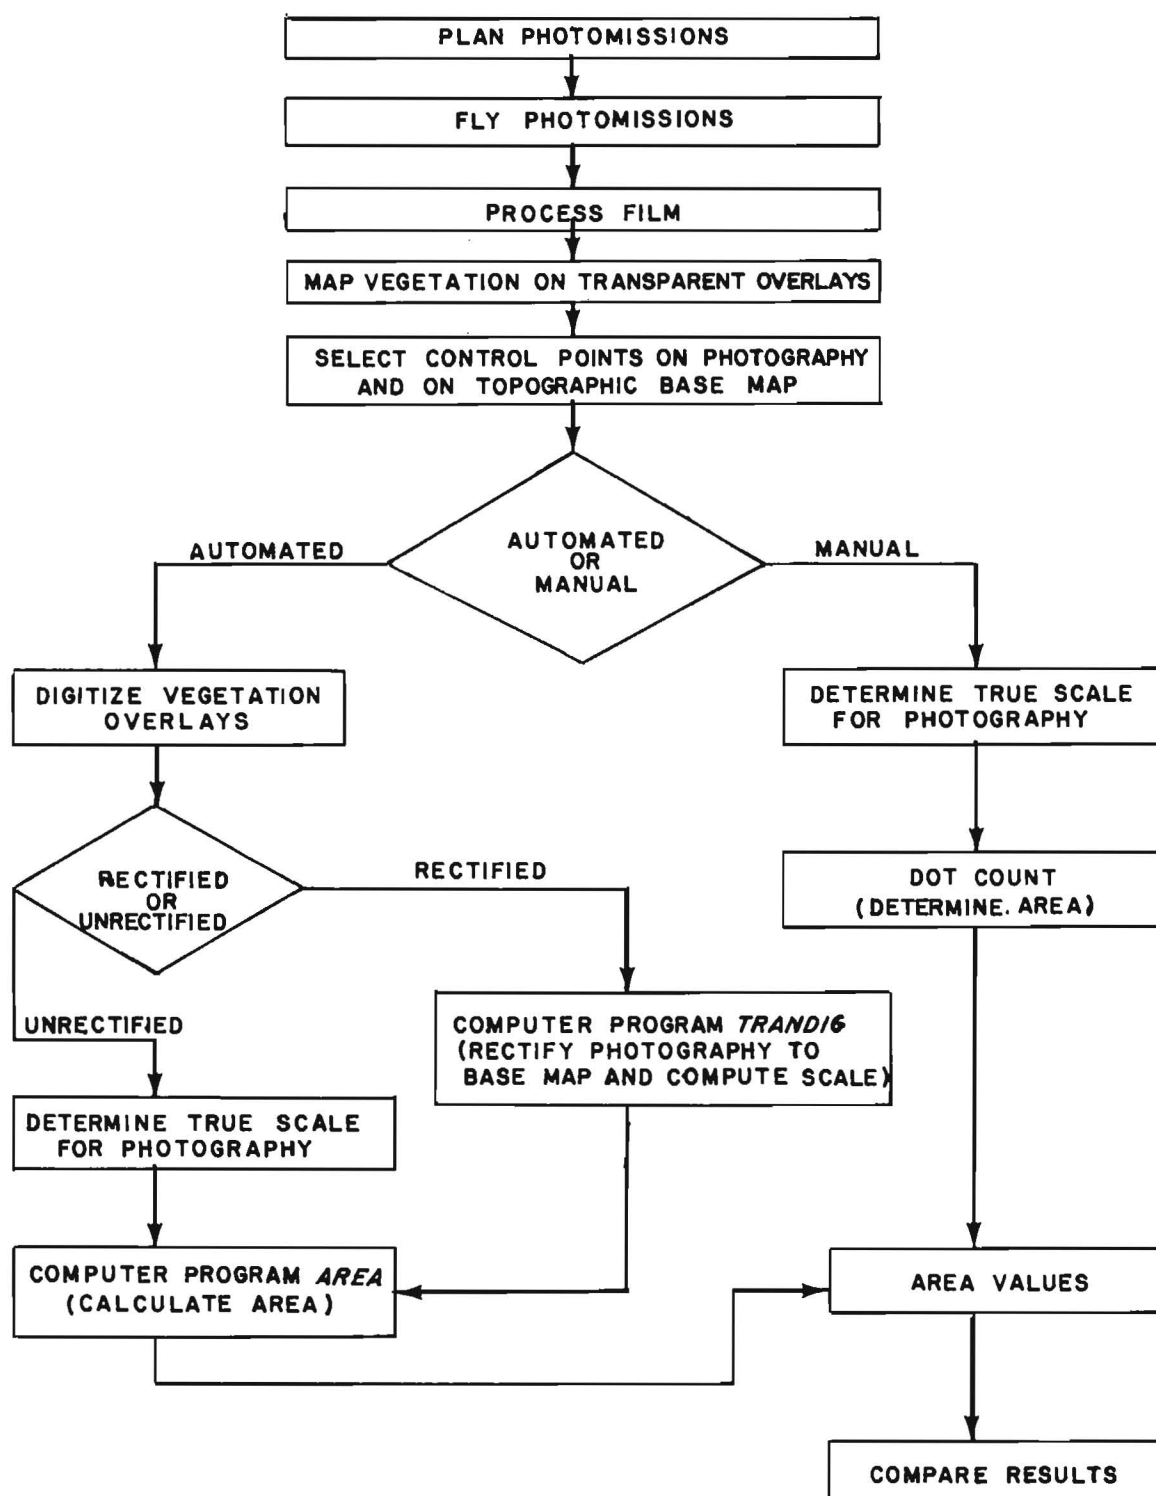 PLAN PHOTOMISSIONS
FLY PHOTOMISSIONS
PROCESS FILM
MAP VEGETATION ON TRANSPARENT OVERLAYS
SELECT CONTROL POINTS ON PHOTOGRAPHY
AND ON TOPOGRAPHIC BASE MAP
AUTOMATED
OR
MANUAL
AUTOMATED
MANUAL
DIGITIZE VEGETATION
OVERLAYS
DETERMINE TRUE SCALE
FOR PHOTOGRAPHY
RECTIFIED
OR
UNRECTIFIED
RECTIFIED
DOT COUNT
(DETERMINE. AREA)
UNRECTIFIED
COMPUTER PROGRAM TRANDIG
(RECTIFY PHOTOGRAPHY TO
BASE MAP AND COMPUTE SCALE)
DETERMINE TRUE SCALE
FOR PHOTOGRAPHY
COMPUTER PROGRAM AREA
(CALCULATE AREA)
AREA VALUES
COMPARE RESULTS